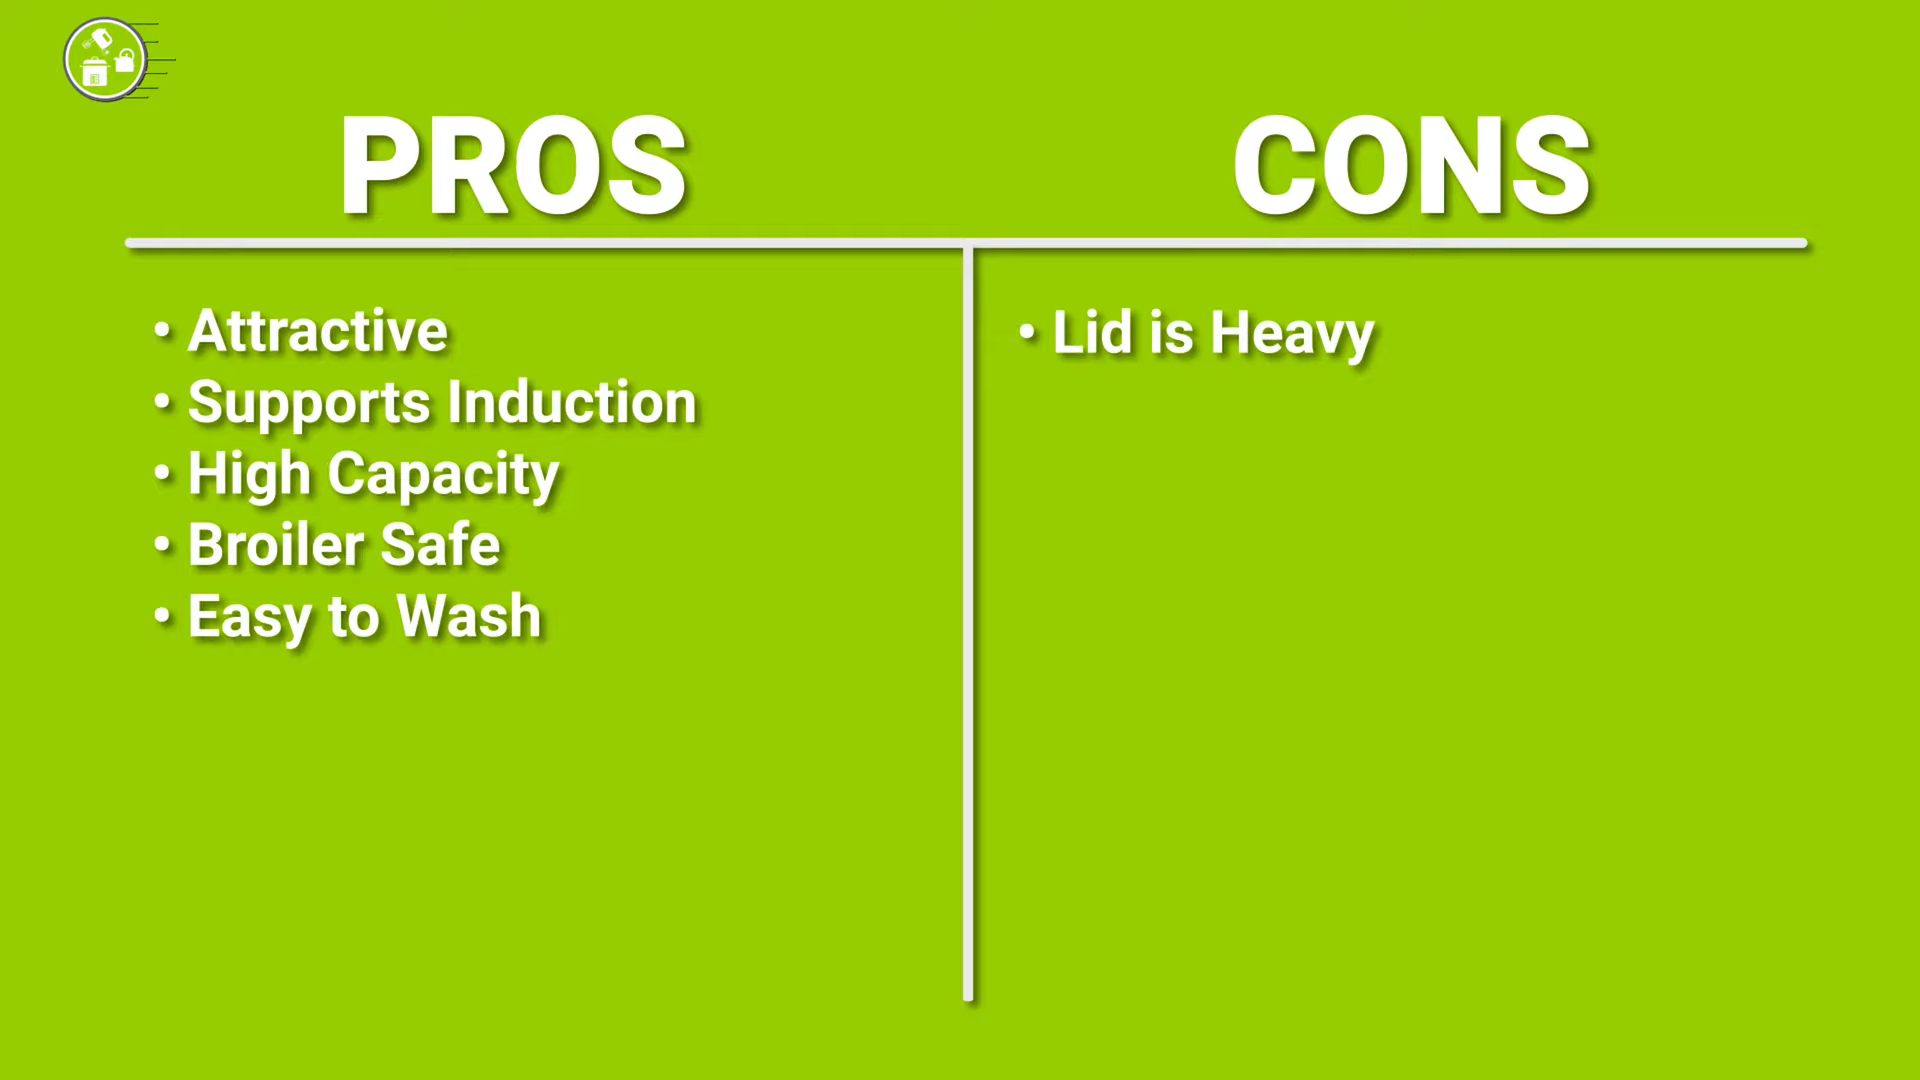 PROS
CONS
• Attractive
• Supports Induction
• High Capacity
• Broiler Safe
• Easy to Wash
• Lid is Heavy